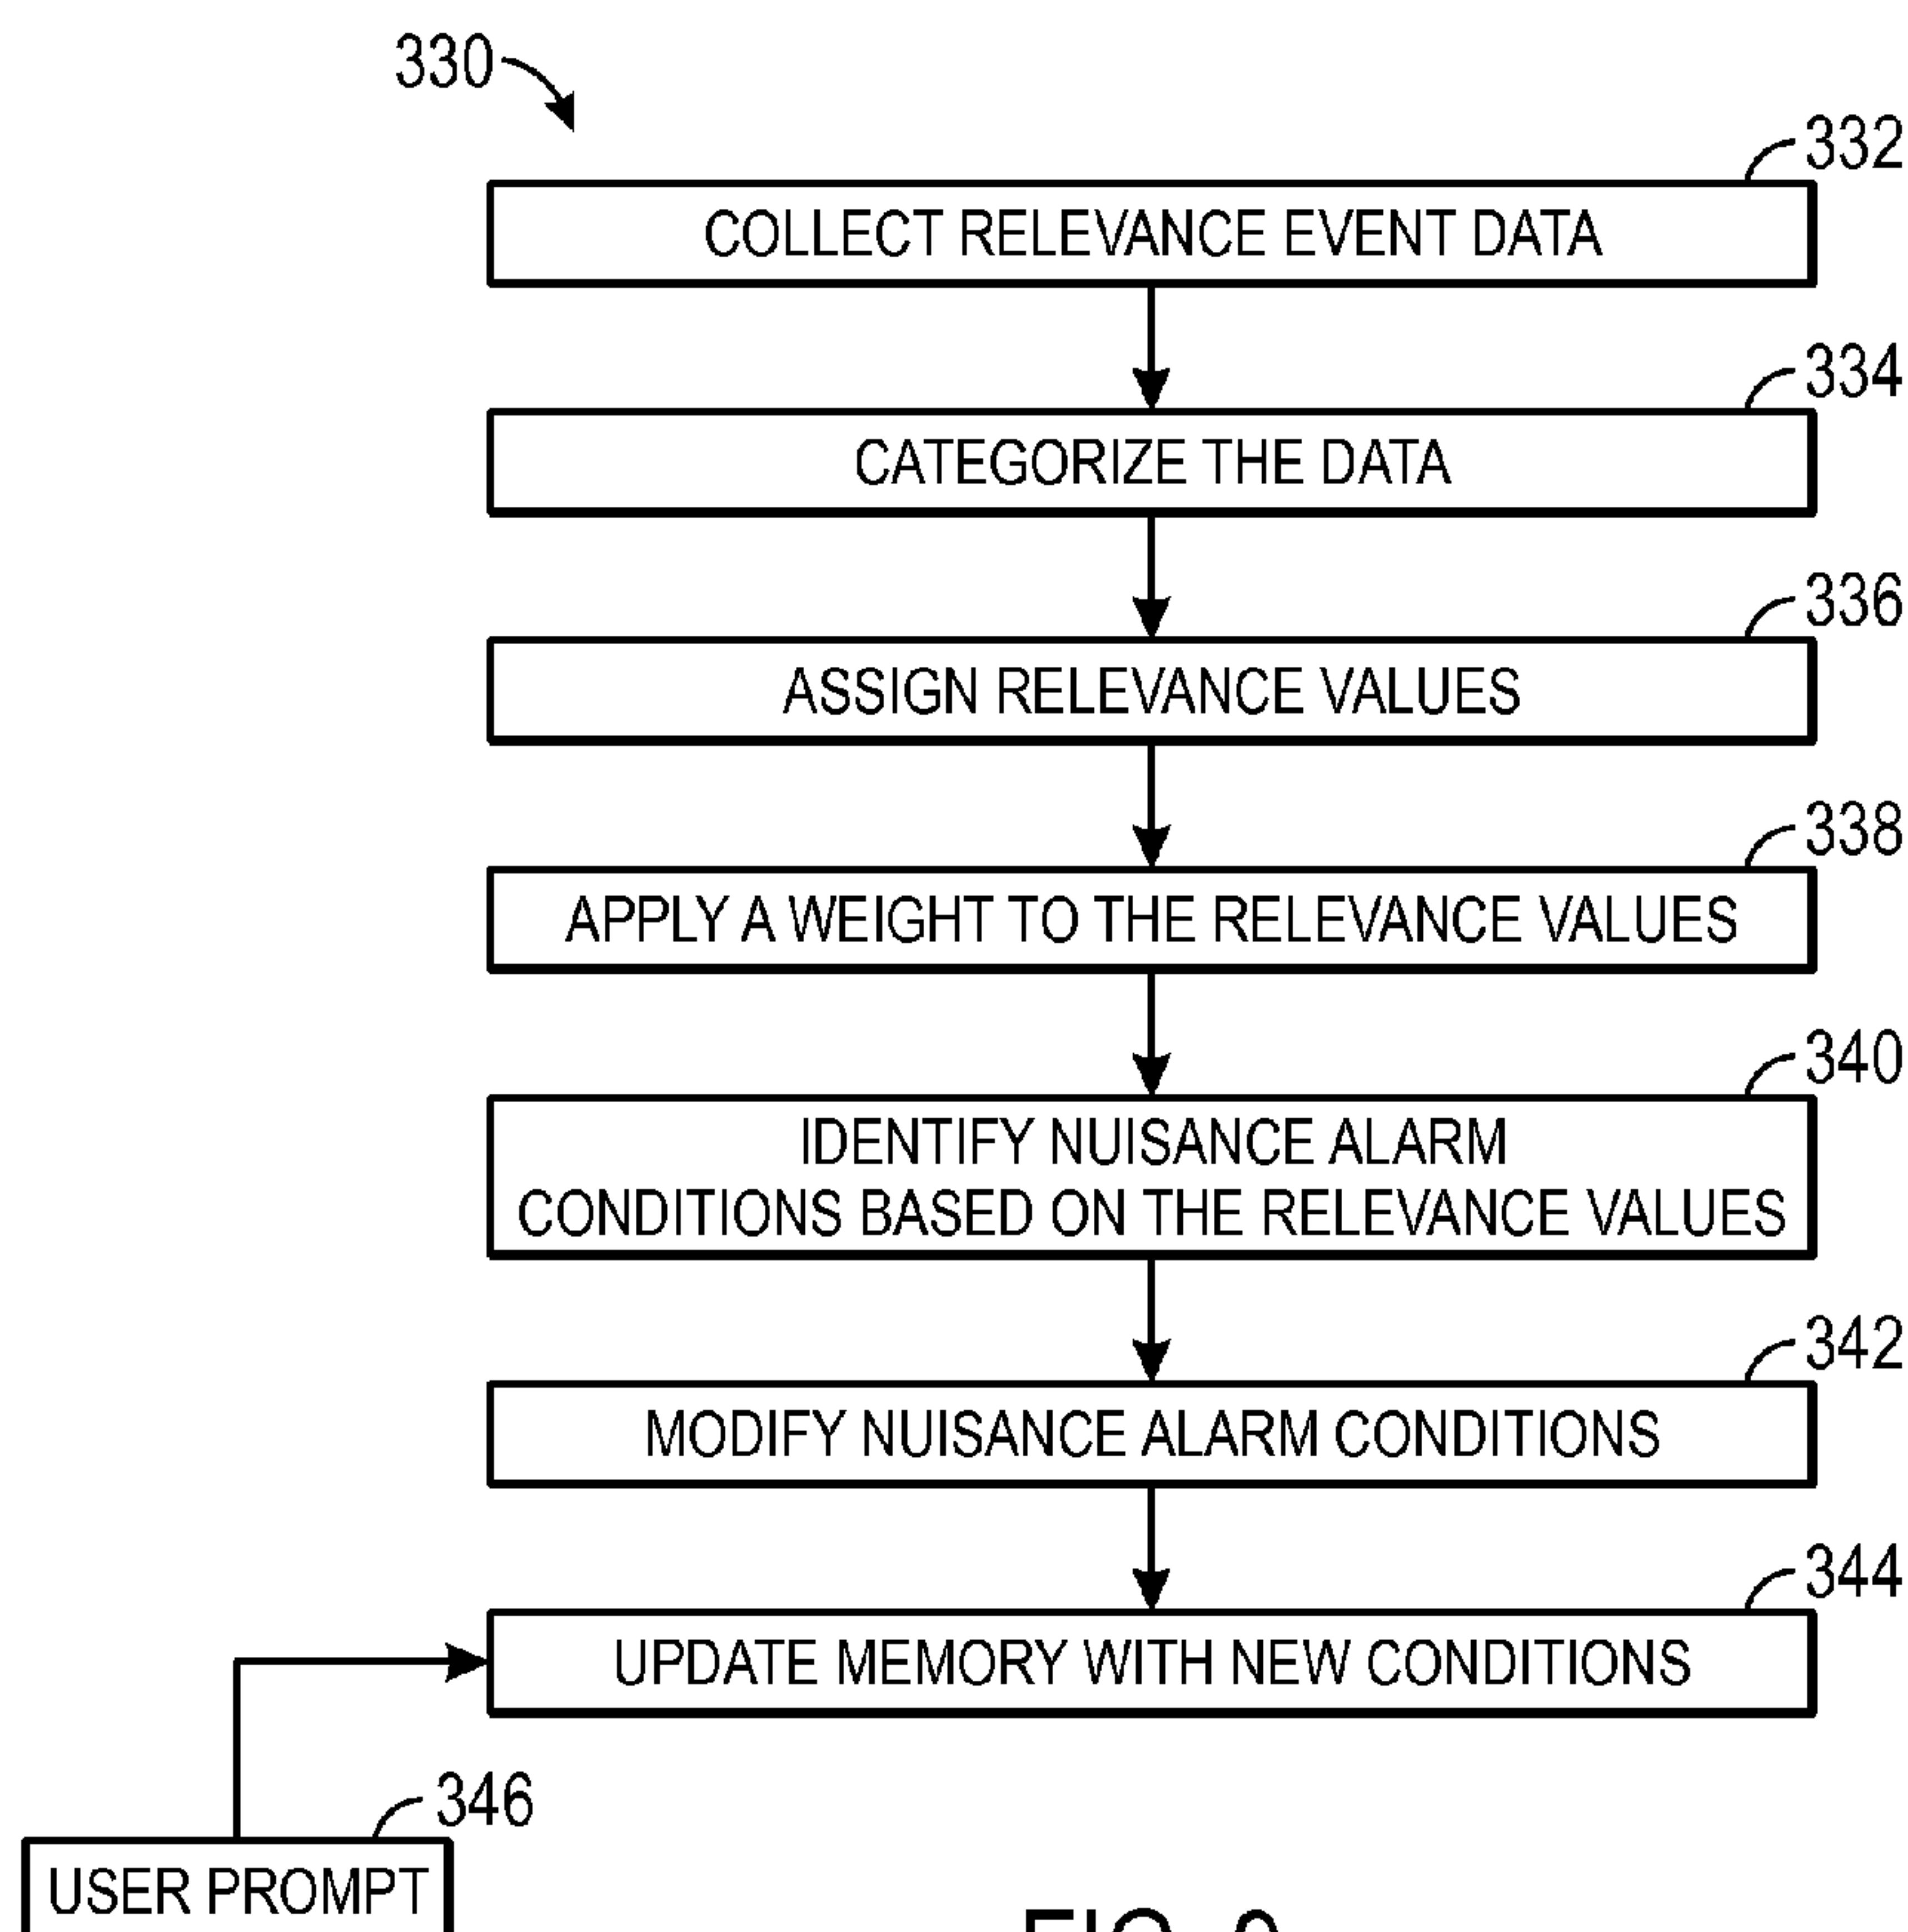 330
332
COLLECT RELEVANCE EVENT DATA
334
CATEGORIZE THE DATA
336
ASSIGN RELEVANCE VALUES
338
APPLY A WEIGHT TO THE RELEVANCE VALUES
340
IDENTIFY NUISANCE ALARM
CONDITIONS BASED ON THE RELEVANCE VALUES
342
MODIFY NUISANCE ALARM CONDITIONS
344
UPDATE MEMORY WITH NEW CONDITIONS
346
USER PROMPT
FIG.